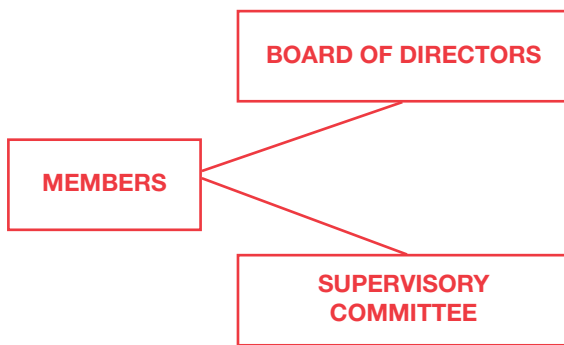 BOARD OF DIRECTORS
MEMBERS
SUPERVISORY
COMMITTEE